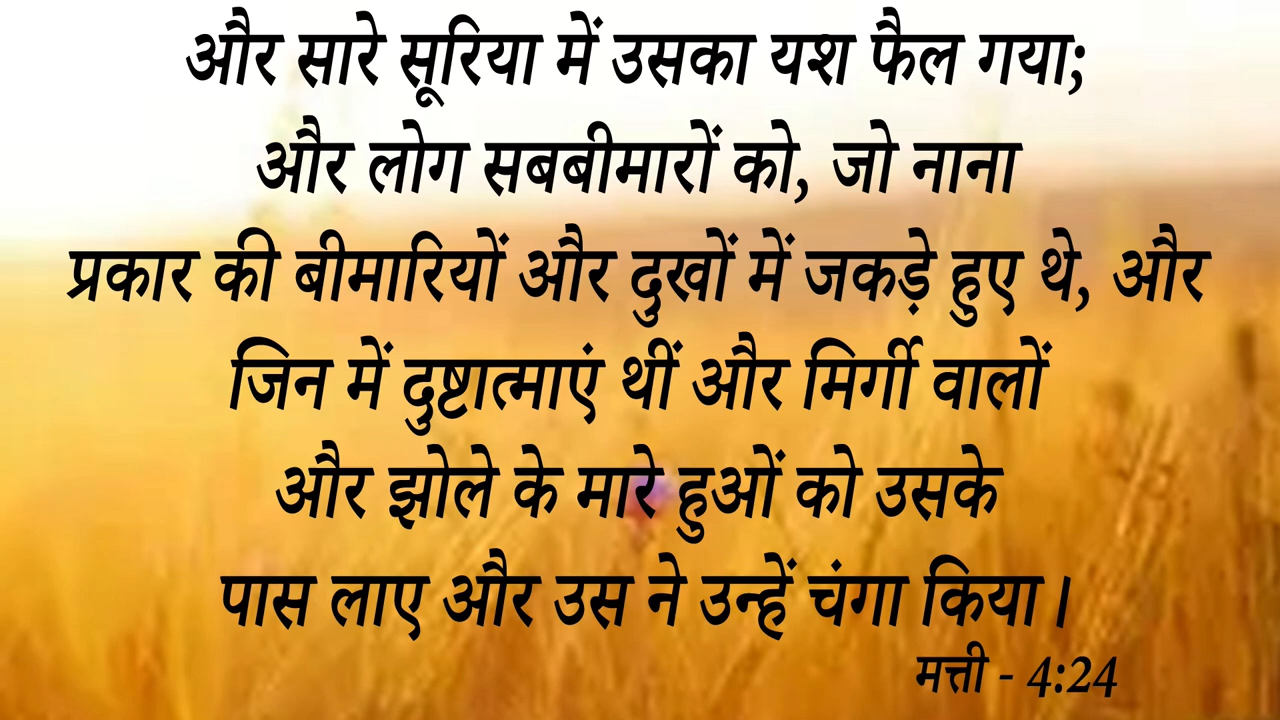 और सारे सूरिया में उसका यश फैल गया;
और लोग सबबीमारों को, जो नाना
प्रकार की बीमारियों और दुखों में जकड़े हुए थे, और
जिन में दुष्टात्माएं थीं और मिर्गी वालों
और झोले के मारे हुओं को उसके
पास लाए और उस ने उन्हें चंगा किया।
मत्ती - 4:24